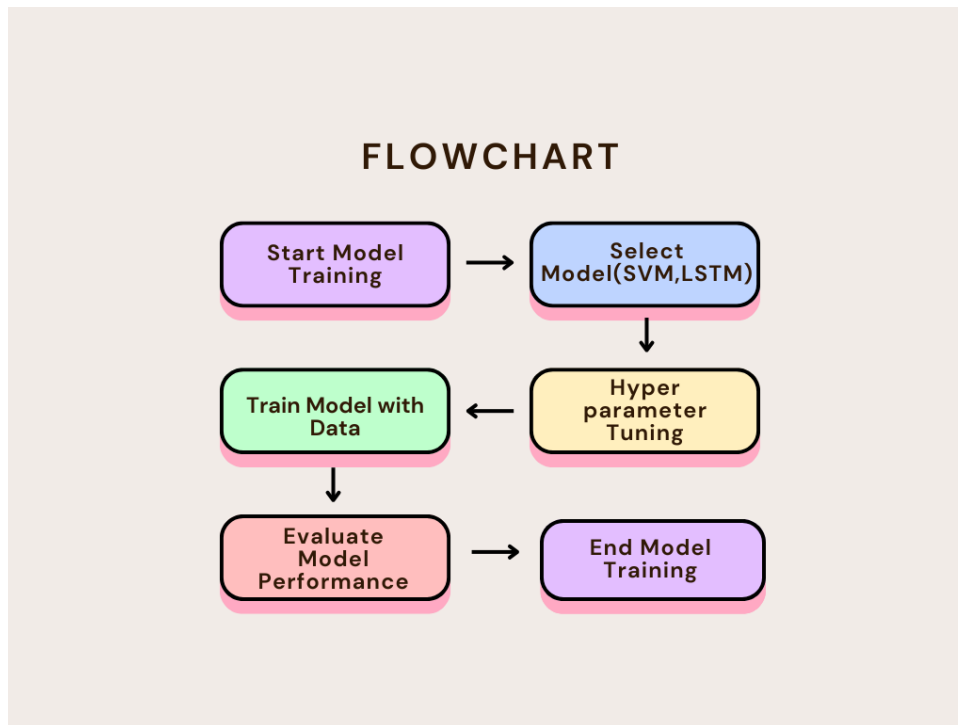 FLOWCHART
Start Model
Training
Select
Model(SVM,LSTM)
Hyper
parameter
Tuning
Train Model with
Data
Evaluate
Model
Performance
End Model
Training